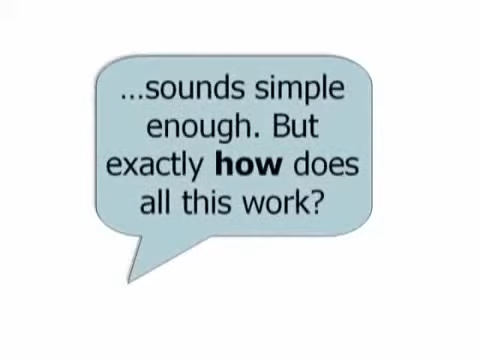 ...sounds simple
enough. But
exactly how does
all this work?